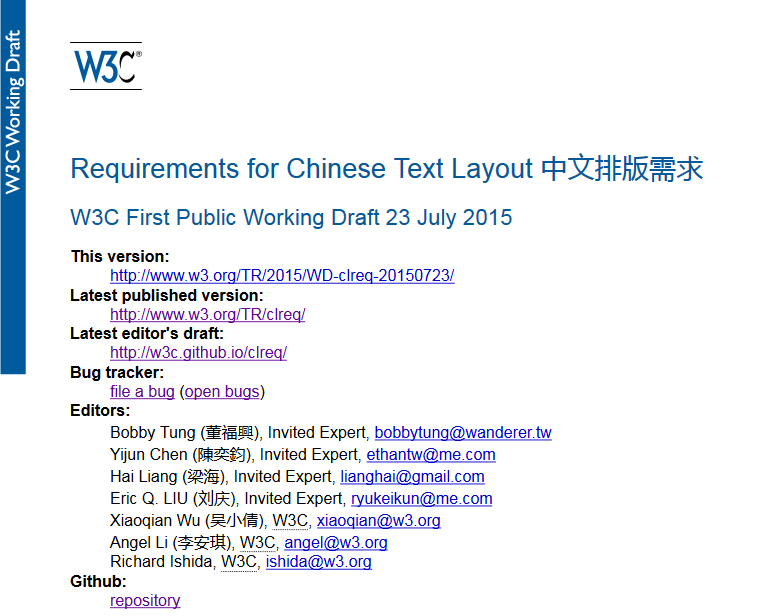 W3C Working Draft
W3C®
Requirements for Chinese Text Layout 中文排版需求
W3C First Public Working Draft 23 July 2015
This version:
http://www.w3.org/TR/2015/WD-clreq-20150723/
Latest published version:
http://www.w3.org/TR/clreq/
Latest editor's draft:
http://w3c.github.io/clreq/
Bug tracker:
file a bug (open bugs)
Editors:
Bobby Tung (董福興), Invited Expert, bobbytung@wanderer.tw
Yijun Chen (陳奕鈞), Invited Expert, ethantw@me.com
Hai Liang (梁海), Invited Expert, lianghai@gmail.com
Eric Q. LIU (刘庆), Invited Expert, ryukeikun@me.com
Xiaoqian Wu (吴小倩), W3C, xiaoqian@w3.org
Angel Li (李安琪), W3C, angel@w3.org
Richard Ishida, W3C, ishida@w3.org
Github:
repository